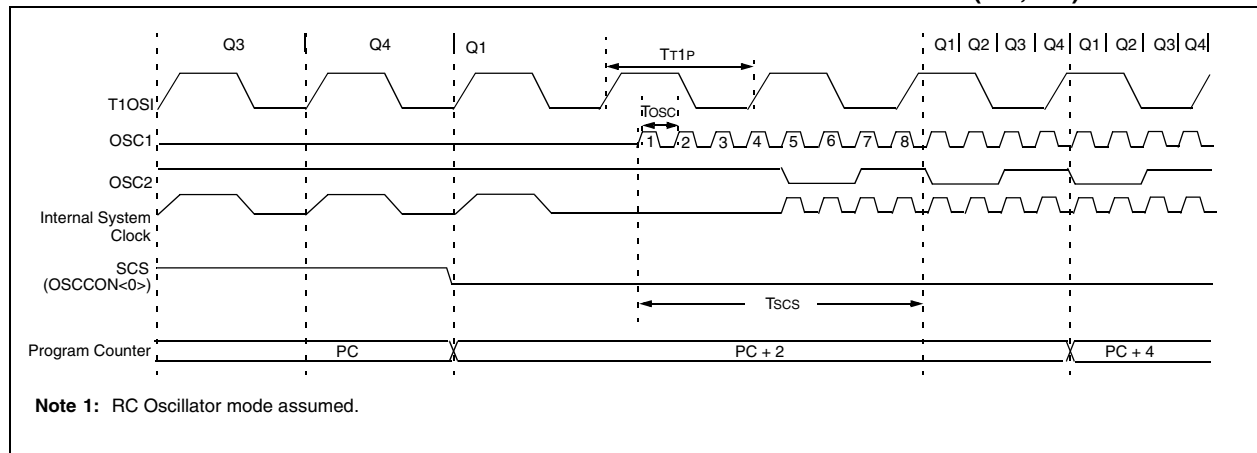 Q3 Q4 Q1 Q1 Q2 Q3 Q4 Q1 Q2 Q3 Q4
TT1P
T1OSI
TOSC
OSC1
1 2 3 4 5 6 7 8
OSC2
Internal System
Clock
SCS
(OSCCON<0>)
TSCS
Program Counter PC PC + 2 PC + 4
Note 1: RC Oscillator mode assumed.